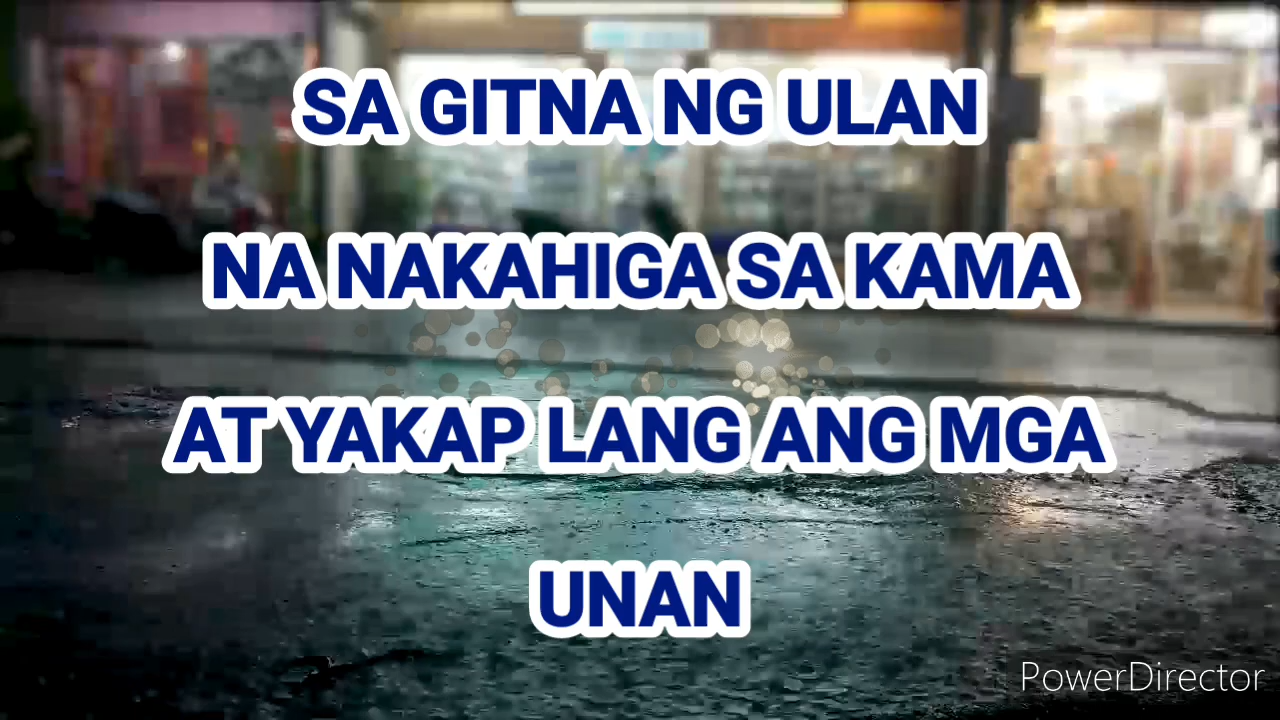 SA GITNA NG ULAN
NA NAKAHIGA SA KAMA
AT YAKAP LANG ANG MGA
UNAN
PowerDirector